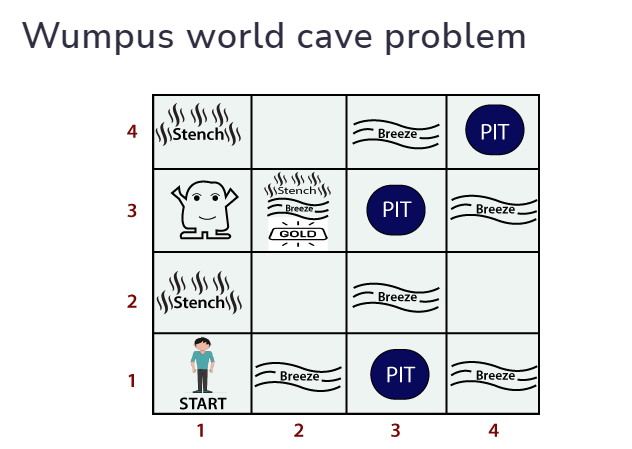 Wumpus world cave problem
4 Stench Breeze PIT
3 Stench Breeze GOLD PIT Breeze
2 Stench Breeze
1 START Breeze PIT Breeze
1 2 3 4